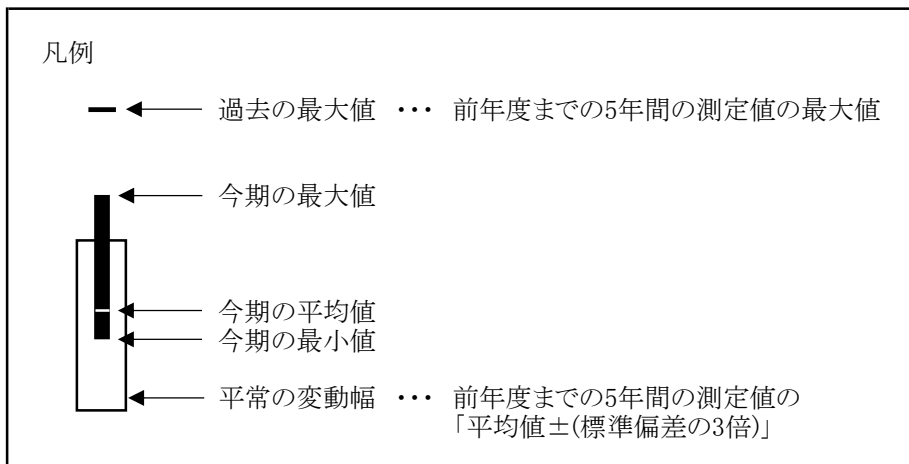 凡例
過去の最大値 ・・・ 前年度までの5年間の測定値の最大値
今期の最大値
今期の平均値
今期の最小値
平常の変動幅 ・・・ 前年度までの5年間の測定値の
「平均値±(標準偏差の3倍)」